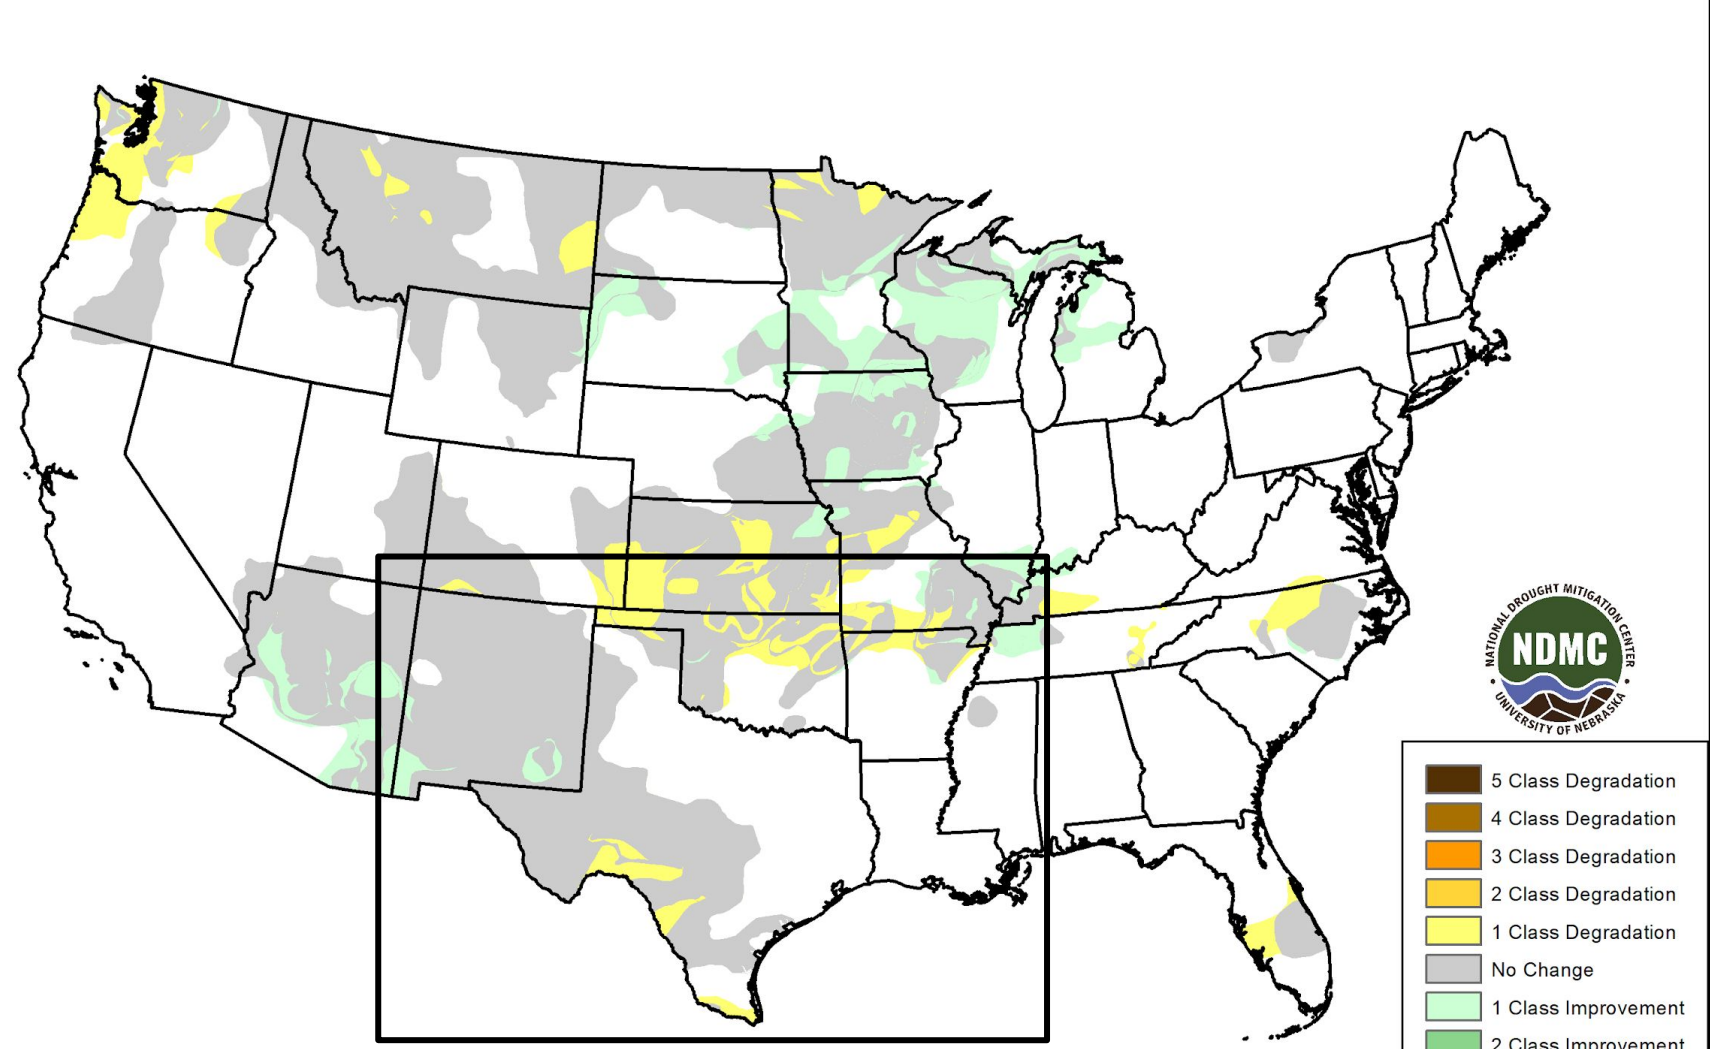 NATIONAL DROUGHT MITIGATION CENTER
NDMC
UNIVERSITY OF NEBRASKA
5 Class Degradation
4 Class Degradation
3 Class Degradation
2 Class Degradation
1 Class Degradation
No Change
1 Class Improvement
2 Class Improvement